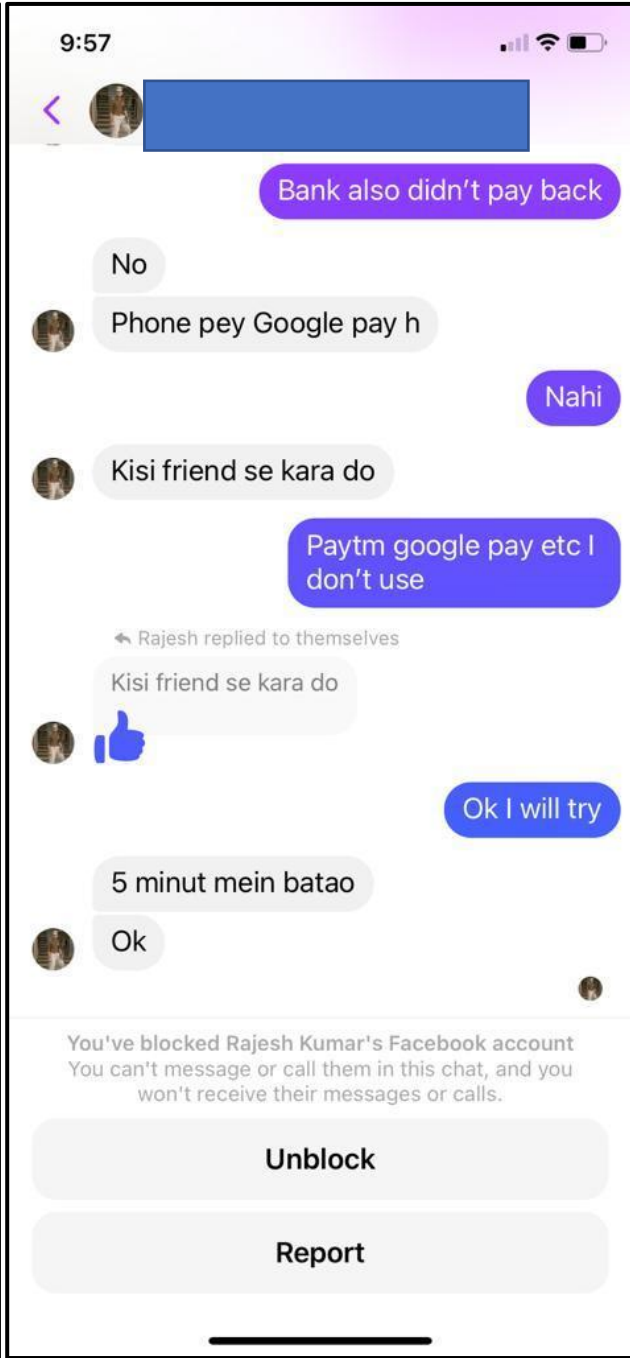 9:57
Bank also didn't pay back
No
Phone pey Google pay h
Nahi
Kisi friend se kara do
Paytm google pay etc I
don't use
Rajesh replied to themselves
Kisi friend se kara do
Ok I will try
5 minut mein batao
Ok
You've blocked Rajesh Kumar's Facebook account
You can't message or call them in this chat, and you
won't receive their messages or calls.
Unblock
Report